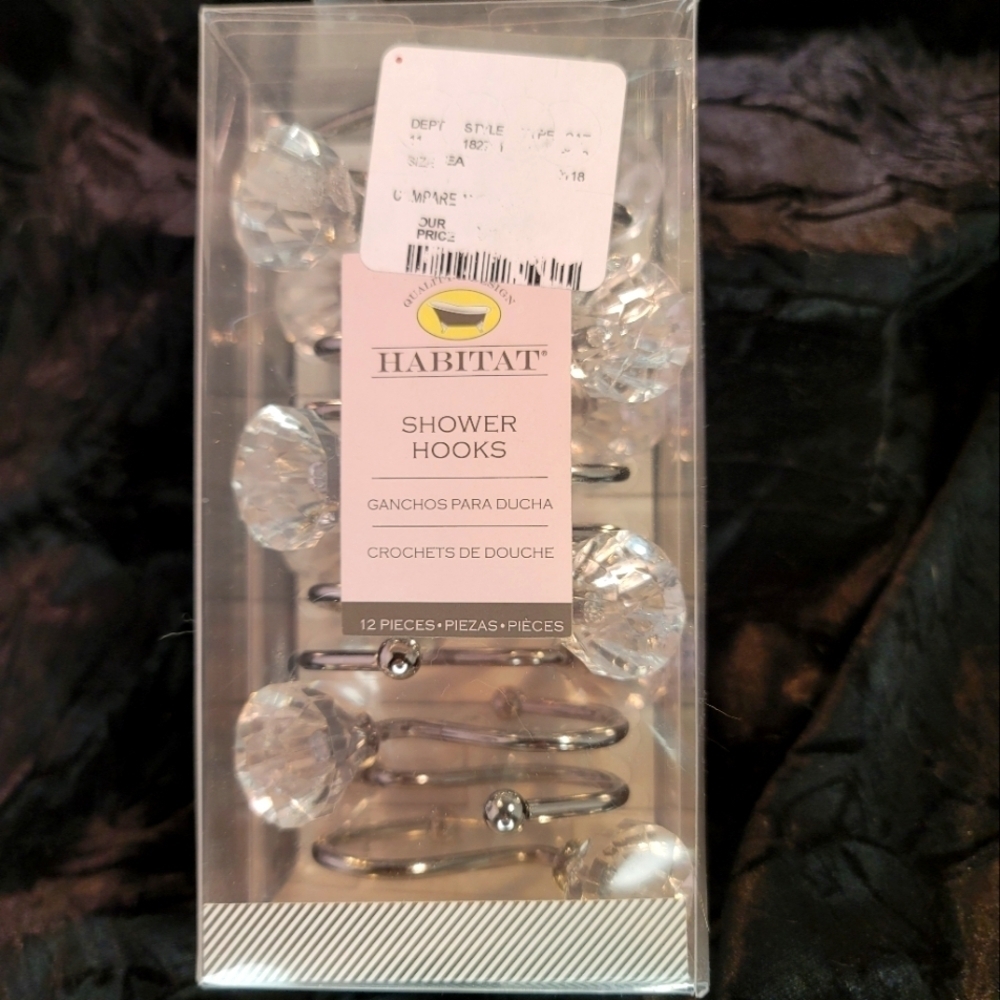 DEPT STYLE
SIZE EA
COMPARE
OUR
PRICE
QUALITY DESIGN
HABITAT®
SHOWER
HOOKS
GANCHOS PARA DUCHA
CROCHETS DE DOUCHE
12 PIECES•PIEZAS•PIÈCES